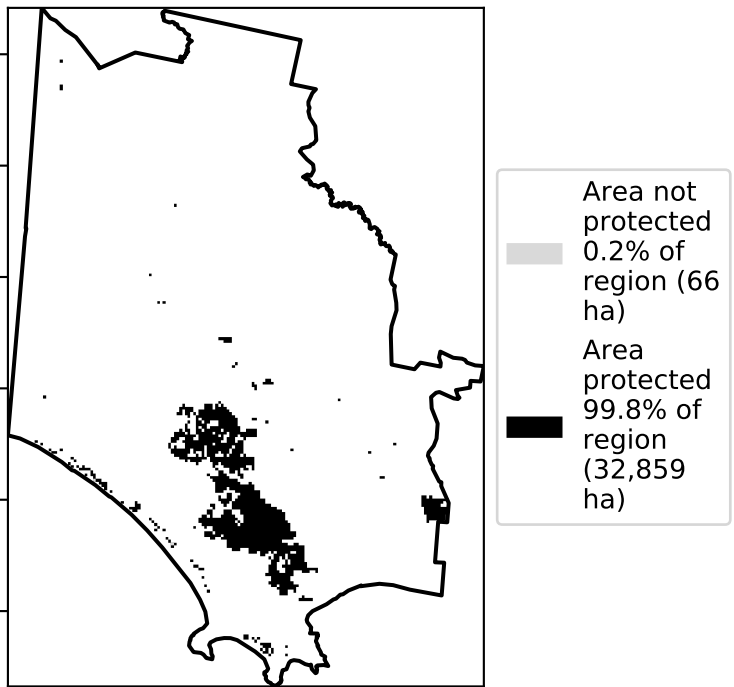 Area not
protected
0.2% of
region (66
ha)
Area
protected
99.8% of
region
(32,859
ha)